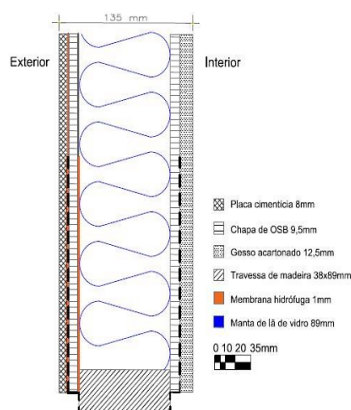 135 mm
Exterior
Interior
Placa cimentícia 8mm
Chapa de OSB 9,5mm
Gesso acartonado 12,5mm
Travessa de madeira 38x89mm
Membrana hidrófuga 1mm
Manta de lã de vidro 89mm
0 10 20 35mm